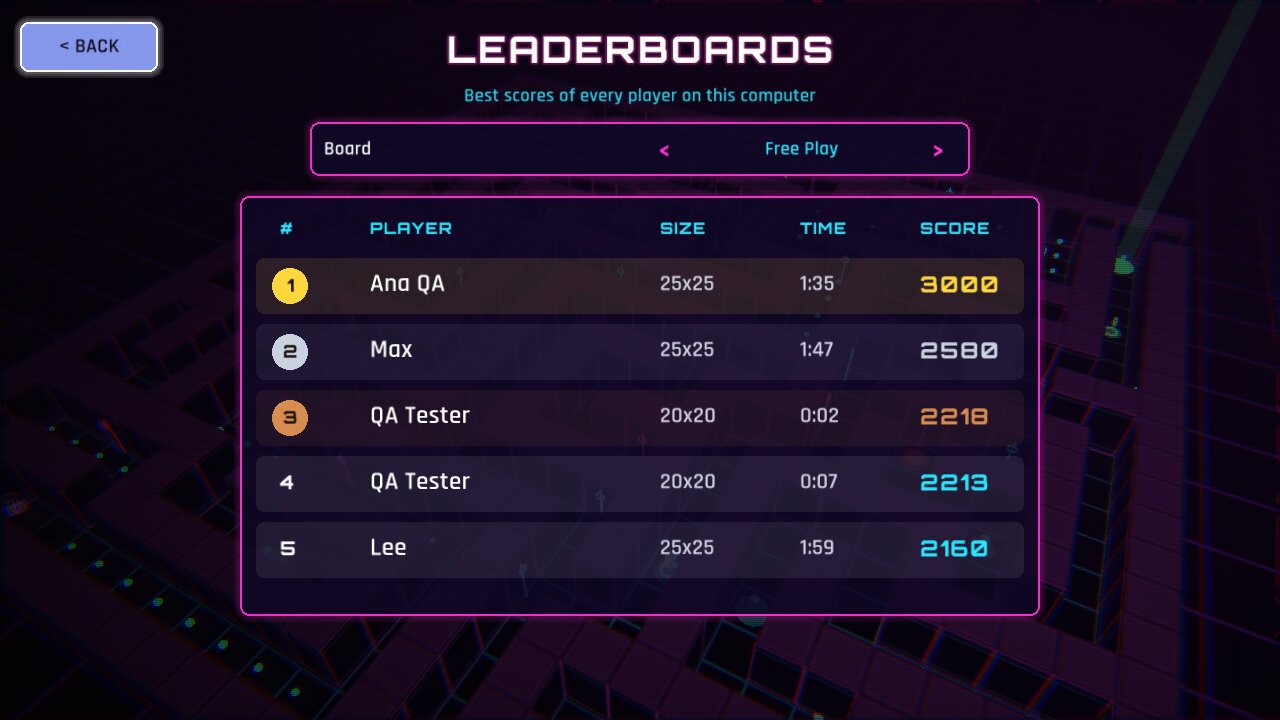 < BACK
LEADERBOARDS
Best scores of every player on this computer
Board < Free Play >
# PLAYER SIZE TIME SCORE
1 Ana QA 25x25 1:35 3000
2 Max 25x25 1:47 2580
3 QA Tester 20x20 0:02 2218
4 QA Tester 20x20 0:07 2213
5 Lee 25x25 1:59 2160